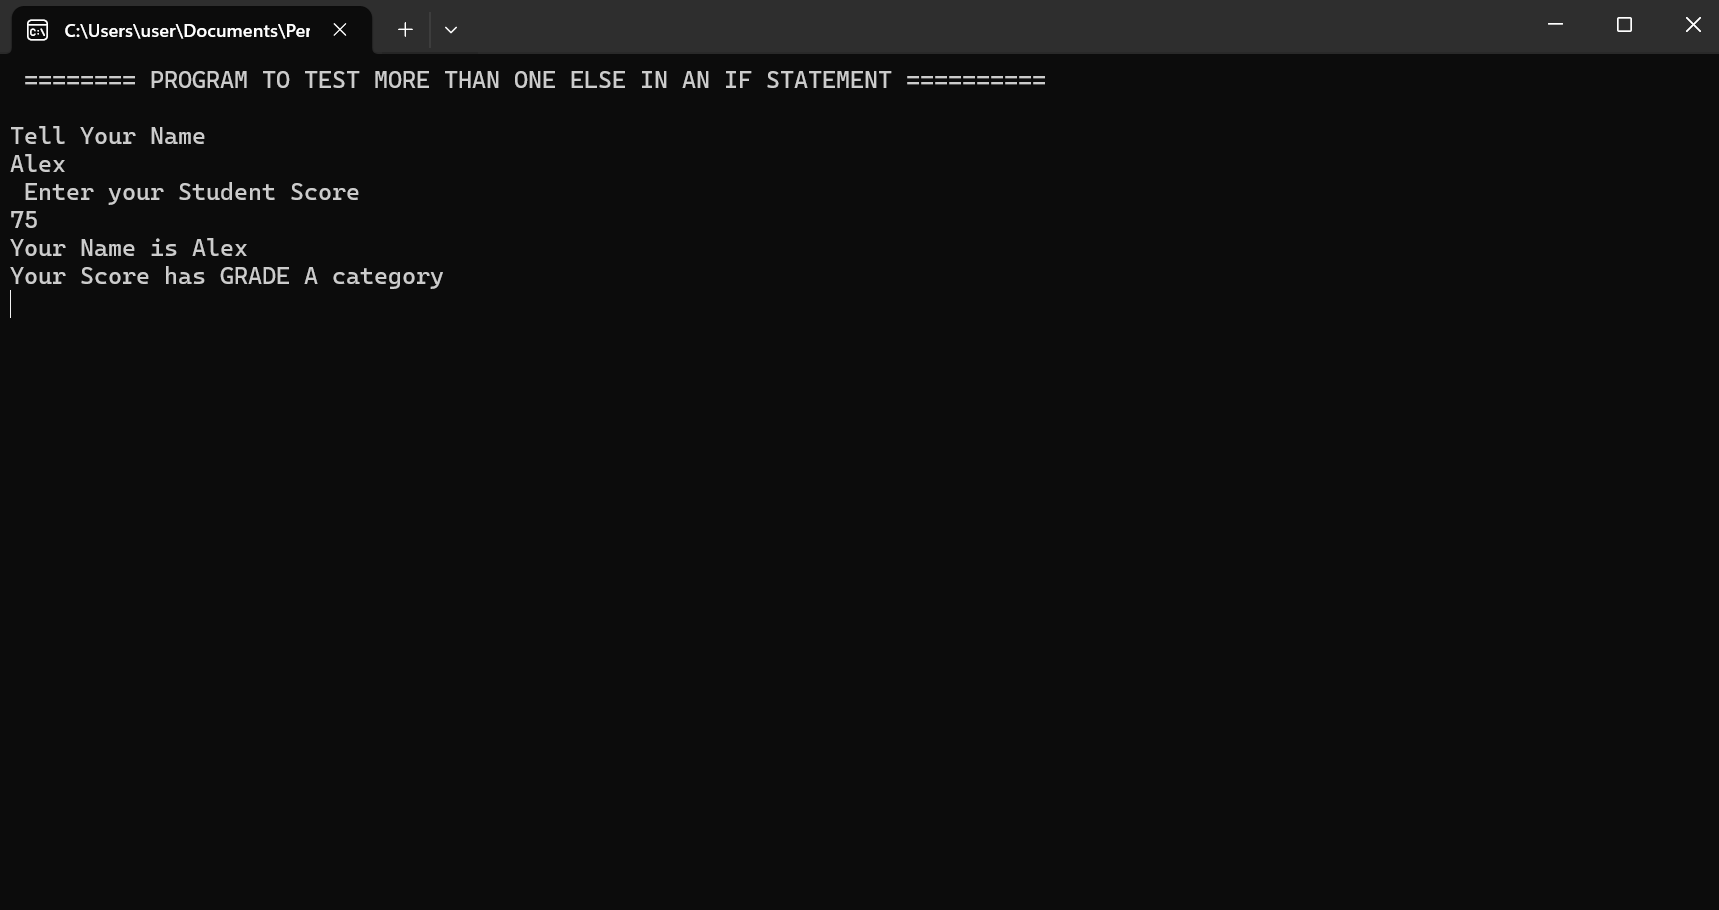 C:\Users\user\Documents\Per
======== PROGRAM TO TEST MORE THAN ONE ELSE IN AN IF STATEMENT ==========
Tell Your Name
Alex
Enter your Student Score
75
Your Name is Alex
Your Score has GRADE A category